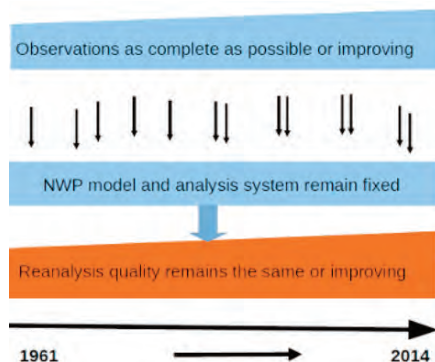 Observations as complete as possible or improving
NWP model and analysis system remain fixed
Reanalysis quality remains the same or improving
1961 2014